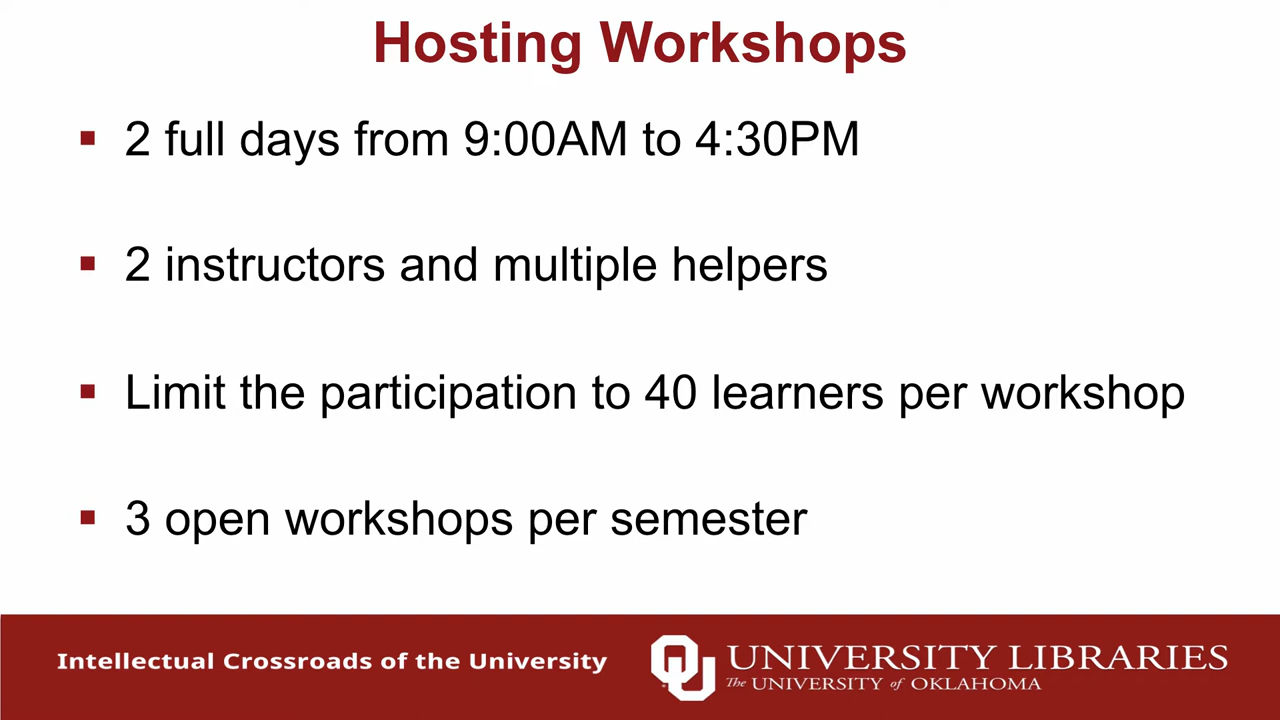 Hosting Workshops
2 full days from 9:00AM to 4:30PM
2 instructors and multiple helpers
Limit the participation to 40 learners per workshop
3 open workshops per semester
Intellectual Crossroads of the University
OU
UNIVERSITY LIBRARIES
The UNIVERSITY of OKLAHOMA